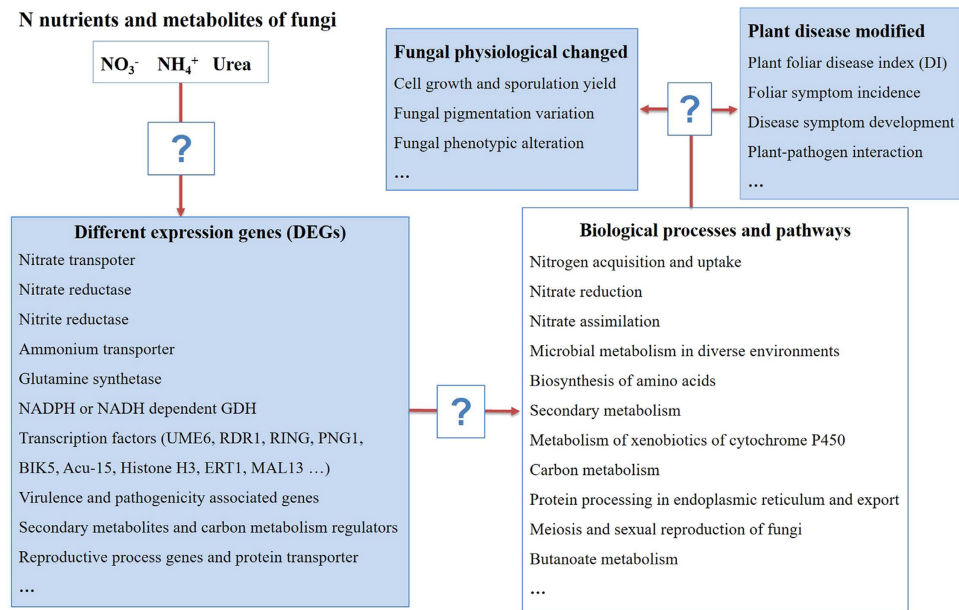 N nutrients and metabolites of fungi
NO₃⁻ NH₄⁺ Urea
?
Different expression genes (DEGs)
Nitrate transpoter
Nitrate reductase
Nitrite reductase
Ammonium transporter
Glutamine synthetase
NADPH or NADH dependent GDH
Transcription factors (UME6, RDR1, RING, PNG1,
BIK5, Acu-15, Histone H3, ERT1, MAL13 …)
Virulence and pathogenicity associated genes
Secondary metabolites and carbon metabolism regulators
Reproductive process genes and protein transporter
…
?
Biological processes and pathways
Nitrogen acquisition and uptake
Nitrate reduction
Nitrate assimilation
Microbial metabolism in diverse environments
Biosynthesis of amino acids
Secondary metabolism
Metabolism of xenobiotics of cytochrome P450
Carbon metabolism
Protein processing in endoplasmic reticulum and export
Meiosis and sexual reproduction of fungi
Butanoate metabolism
…
?
Fungal physiological changed
Cell growth and sporulation yield
Fungal pigmentation variation
Fungal phenotypic alteration
…
Plant disease modified
Plant foliar disease index (DI)
Foliar symptom incidence
Disease symptom development
Plant-pathogen interaction
…